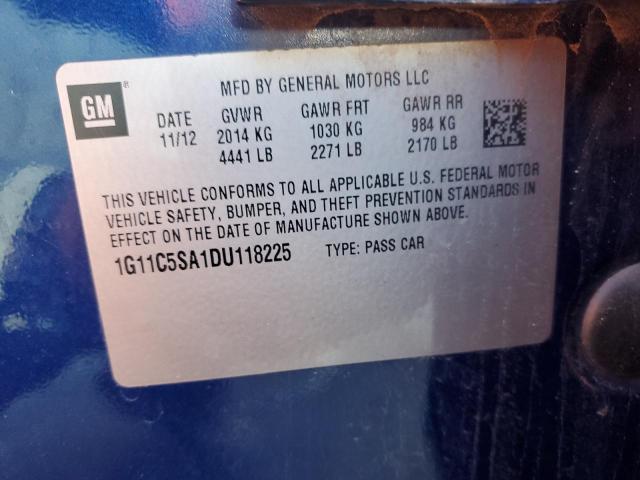 GM
MFD BY GENERAL MOTORS LLC
DATE GVWR GAWR FRT GAWR RR
11/12 2014 KG 1030 KG 984 KG
4441 LB 2271 LB 2170 LB
THIS VEHICLE CONFORMS TO ALL APPLICABLE U.S. FEDERAL MOTOR
VEHICLE SAFETY, BUMPER, AND THEFT PREVENTION STANDARDS IN
EFFECT ON THE DATE OF MANUFACTURE SHOWN ABOVE.
1G11C5SA1DU118225 TYPE: PASS CAR